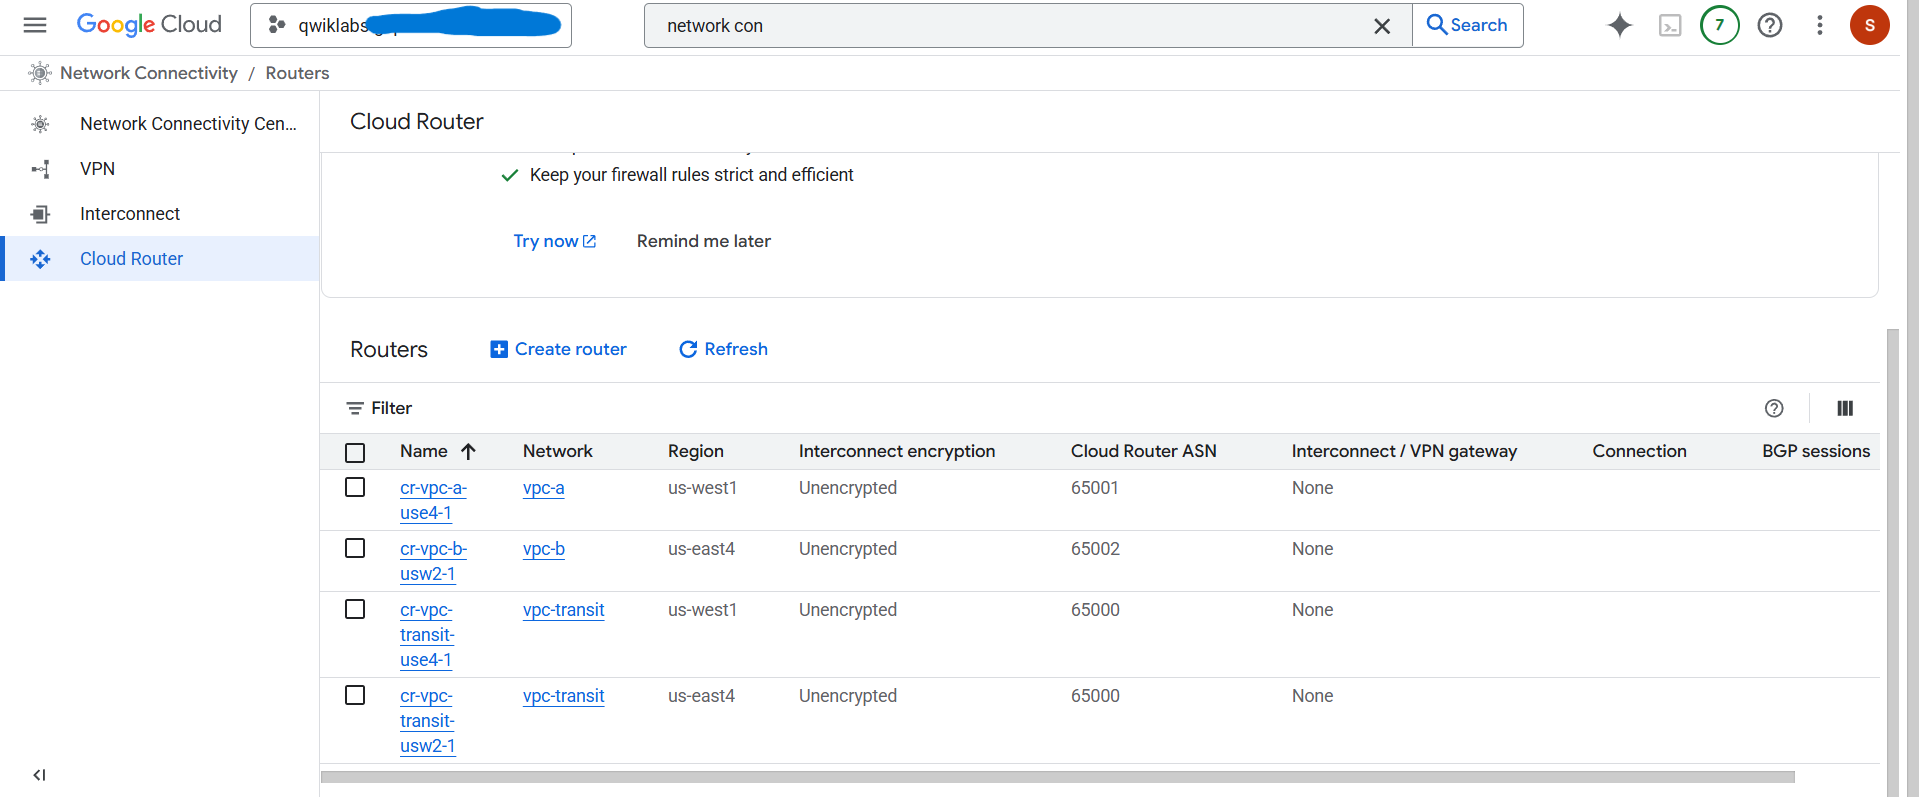 Google Cloud
qwiklabs
network con
Search
7
S
Network Connectivity / Routers
Network Connectivity Cen...
VPN
Interconnect
Cloud Router
Cloud Router
Keep your firewall rules strict and efficient
Try now
Remind me later
Routers
Create router
Refresh
Filter
Name Network Region Interconnect encryption Cloud Router ASN Interconnect / VPN gateway Connection BGP sessions
cr-vpc-a- vpc-a us-west1 Unencrypted 65001 None
use4-1
cr-vpc-b- vpc-b us-east4 Unencrypted 65002 None
usw2-1
cr-vpc- vpc-transit us-west1 Unencrypted 65000 None
transit-
use4-1
cr-vpc- vpc-transit us-east4 Unencrypted 65000 None
transit-
usw2-1